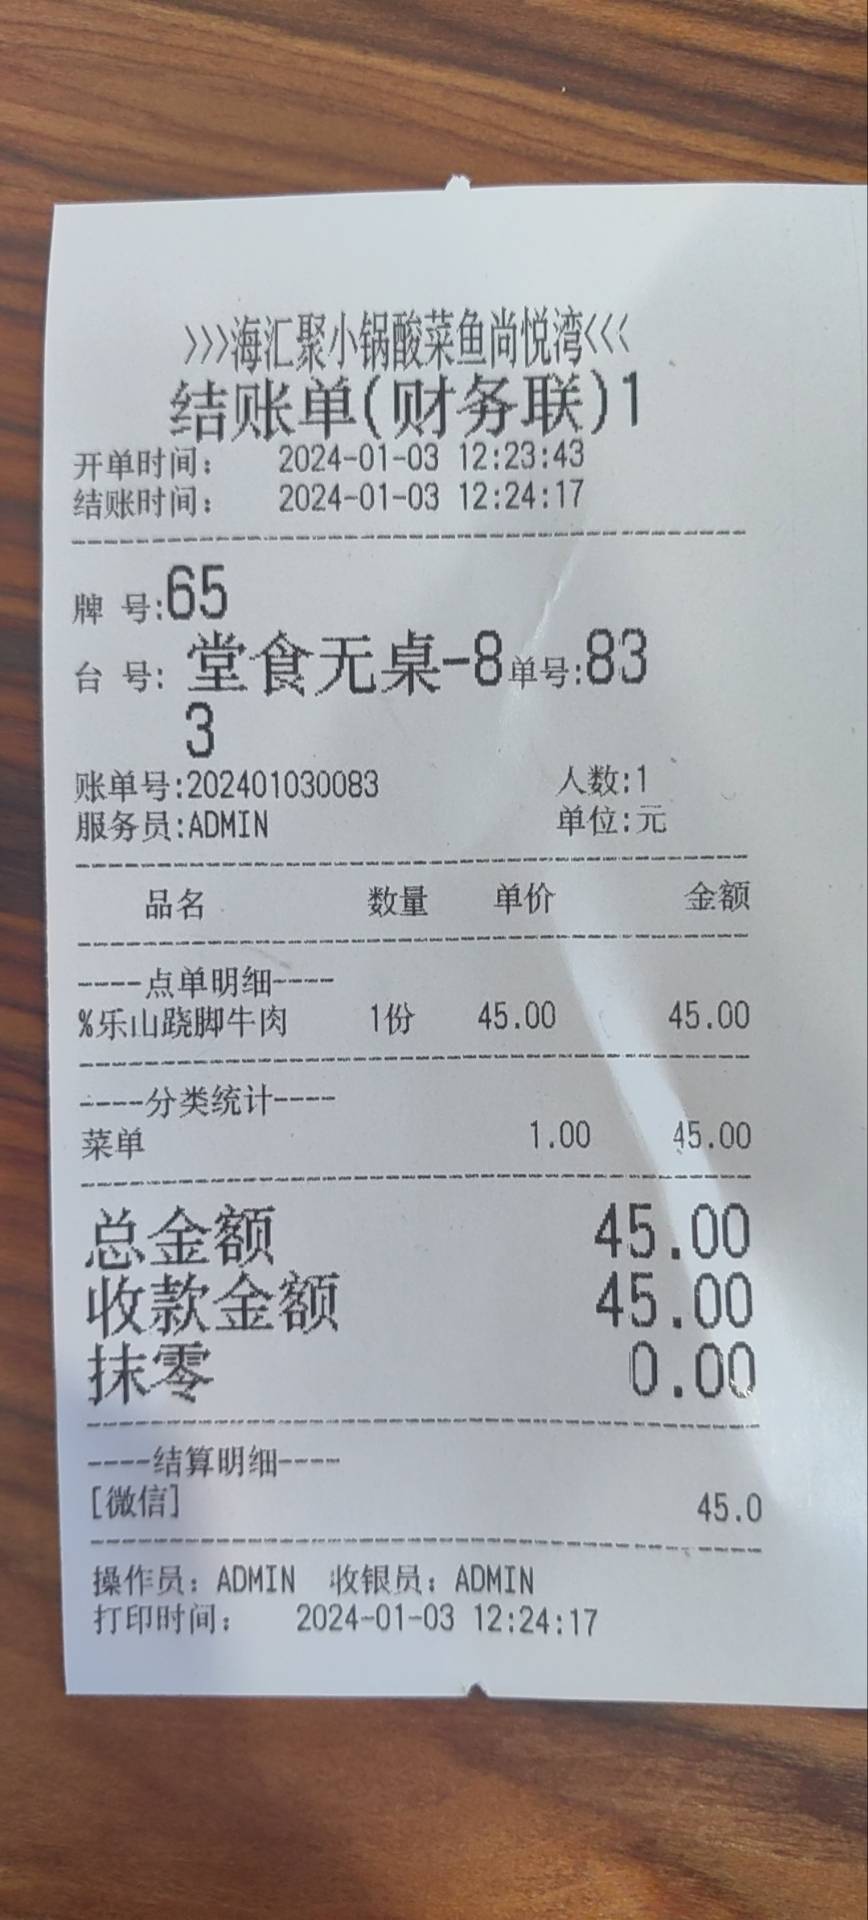 >>>海汇聚小锅酸菜鱼尚悦湾<<<
结账单(财务联)1
开单时间： 2024-01-03 12:23:43
结账时间： 2024-01-03 12:24:17
牌 号:65
台 号: 堂食无桌-8 单号:83
3
账单号:202401030083 人数:1
服务员:ADMIN 单位:元
品名 数量 单价 金额
----点单明细----
%乐山跷脚牛肉 1份 45.00 45.00
----分类统计----
菜单 1.00 45.00
总金额 45.00
收款金额 45.00
抹零 0.00
----结算明细----
[微信] 45.0
操作员：ADMIN 收银员：ADMIN
打印时间： 2024-01-03 12:24:17